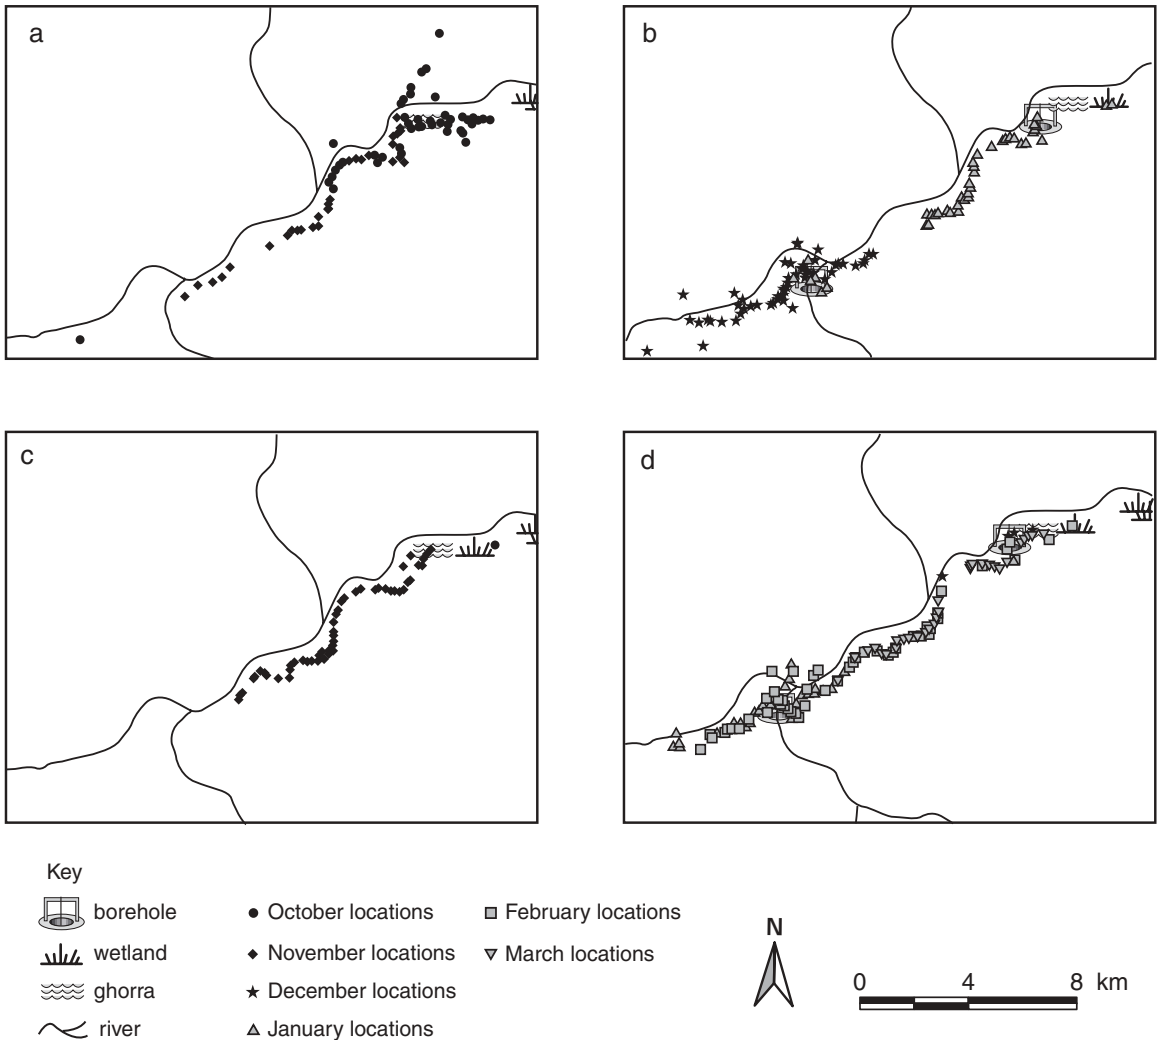 a
b
c
d
Key
borehole
wetland
ghorra
river
October locations
November locations
December locations
January locations
February locations
March locations
N
0 4 8 km